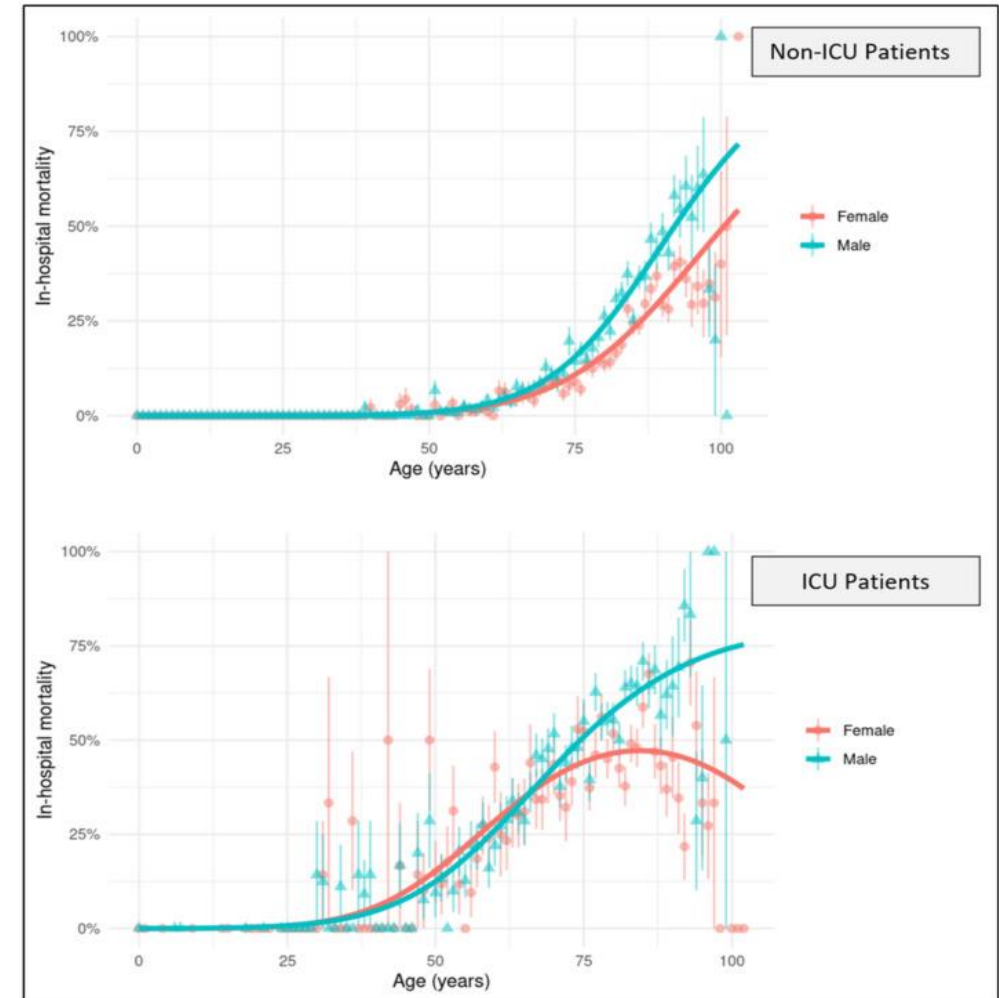 Non-ICU Patients
In-hospital mortality
100%
75%
50%
25%
0%
0 25 50 75 100
Age (years)
Female
Male
ICU Patients
In-hospital mortality
100%
75%
50%
25%
0%
0 25 50 75 100
Age (years)
Female
Male